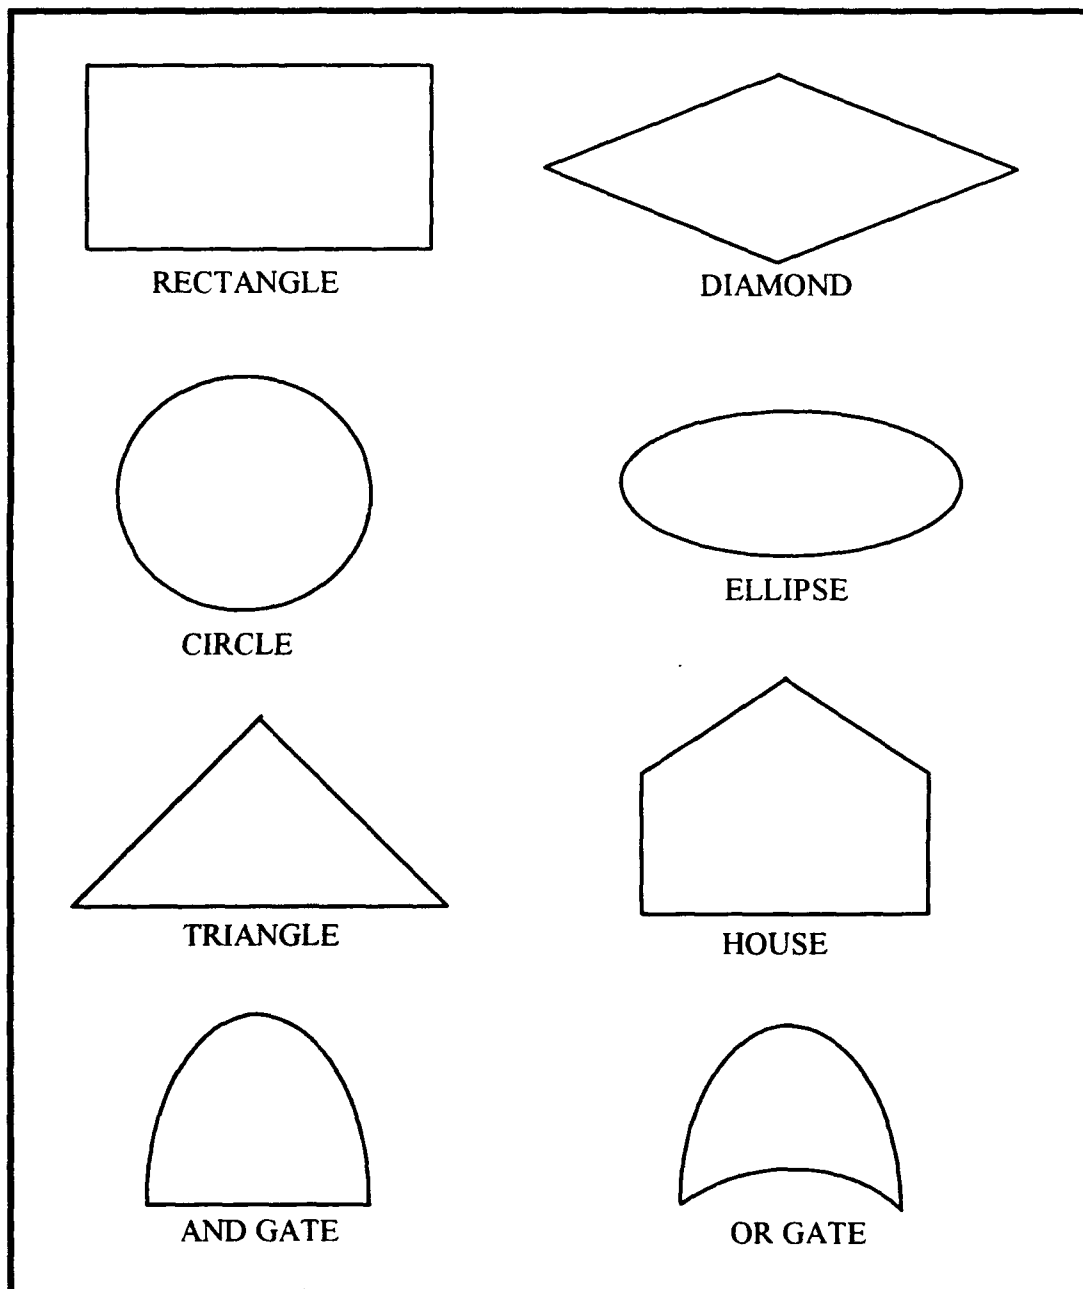 RECTANGLE
DIAMOND
CIRCLE
ELLIPSE
TRIANGLE
HOUSE
AND GATE
OR GATE